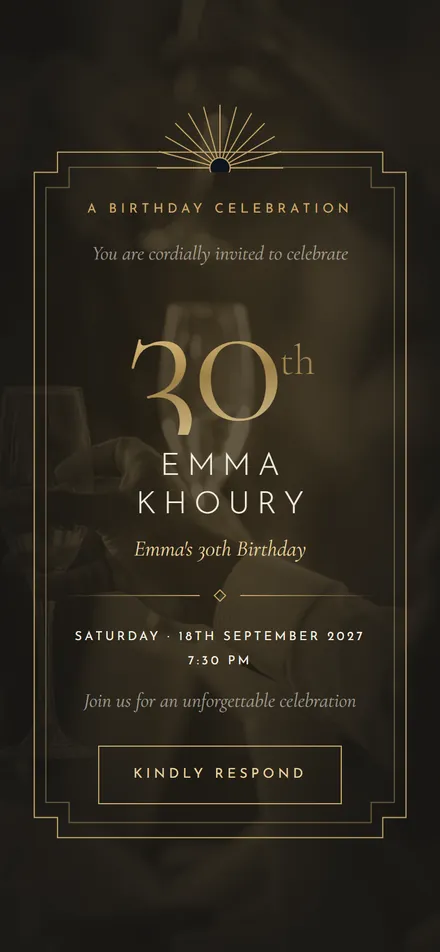 A BIRTHDAY CELEBRATION
You are cordially invited to celebrate
30th
EMMA
KHOURY
Emma's 30th Birthday
SATURDAY · 18TH SEPTEMBER 2027
7:30 PM
Join us for an unforgettable celebration
KINDLY RESPOND